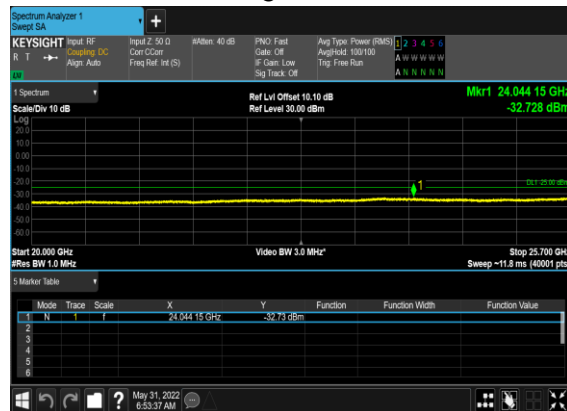 Spectrum Analyzer 1
Swept SA
+
KEYSIGHT
R T
LW
Input: RF
Coupling: DC
Align: Auto
Input Z: 50 Ω
Corr CCorr
Freq Ref: Int (S)
#Atten: 40 dB
PNO: Fast
Gate: Off
IF Gain: Low
Sig Track: Off
Avg Type: Power (RMS)
Avg|Hold: 100/100
Trig: Free Run
1 2 3 4 5 6
A W W W W W
A N N N N N
1 Spectrum
Scale/Div 10 dB
Ref Lvl Offset 10.10 dB
Ref Level 30.00 dBm
Mkr1 24.044 15 GHz
-32.728 dBm
Log
20.0
10.0
0.00
-10.0
-20.0
-30.0
-40.0
-50.0
-60.0
1
DL1 -25.00 dBm
Start 20.000 GHz
#Res BW 1.0 MHz
Video BW 3.0 MHz*
Stop 25.700 GHz
Sweep ~11.8 ms (40001 pts)
5 Marker Table
Mode Trace Scale X Y Function Function Width Function Value
1 N 1 f 24.044 15 GHz -32.73 dBm
2
3
4
5
6
?
May 31, 2022
6:53:37 AM